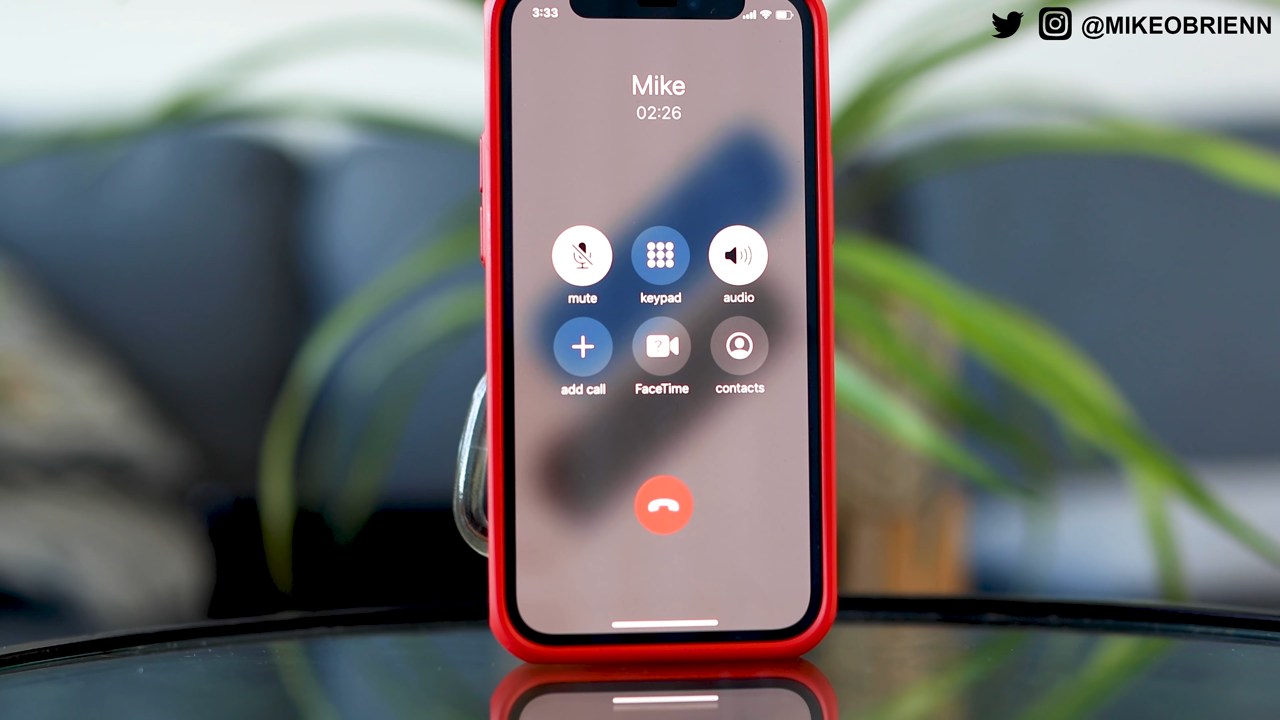 3:33
@MIKEOBRIENN
Mike
02:26
mute keypad audio
?
add call FaceTime contacts